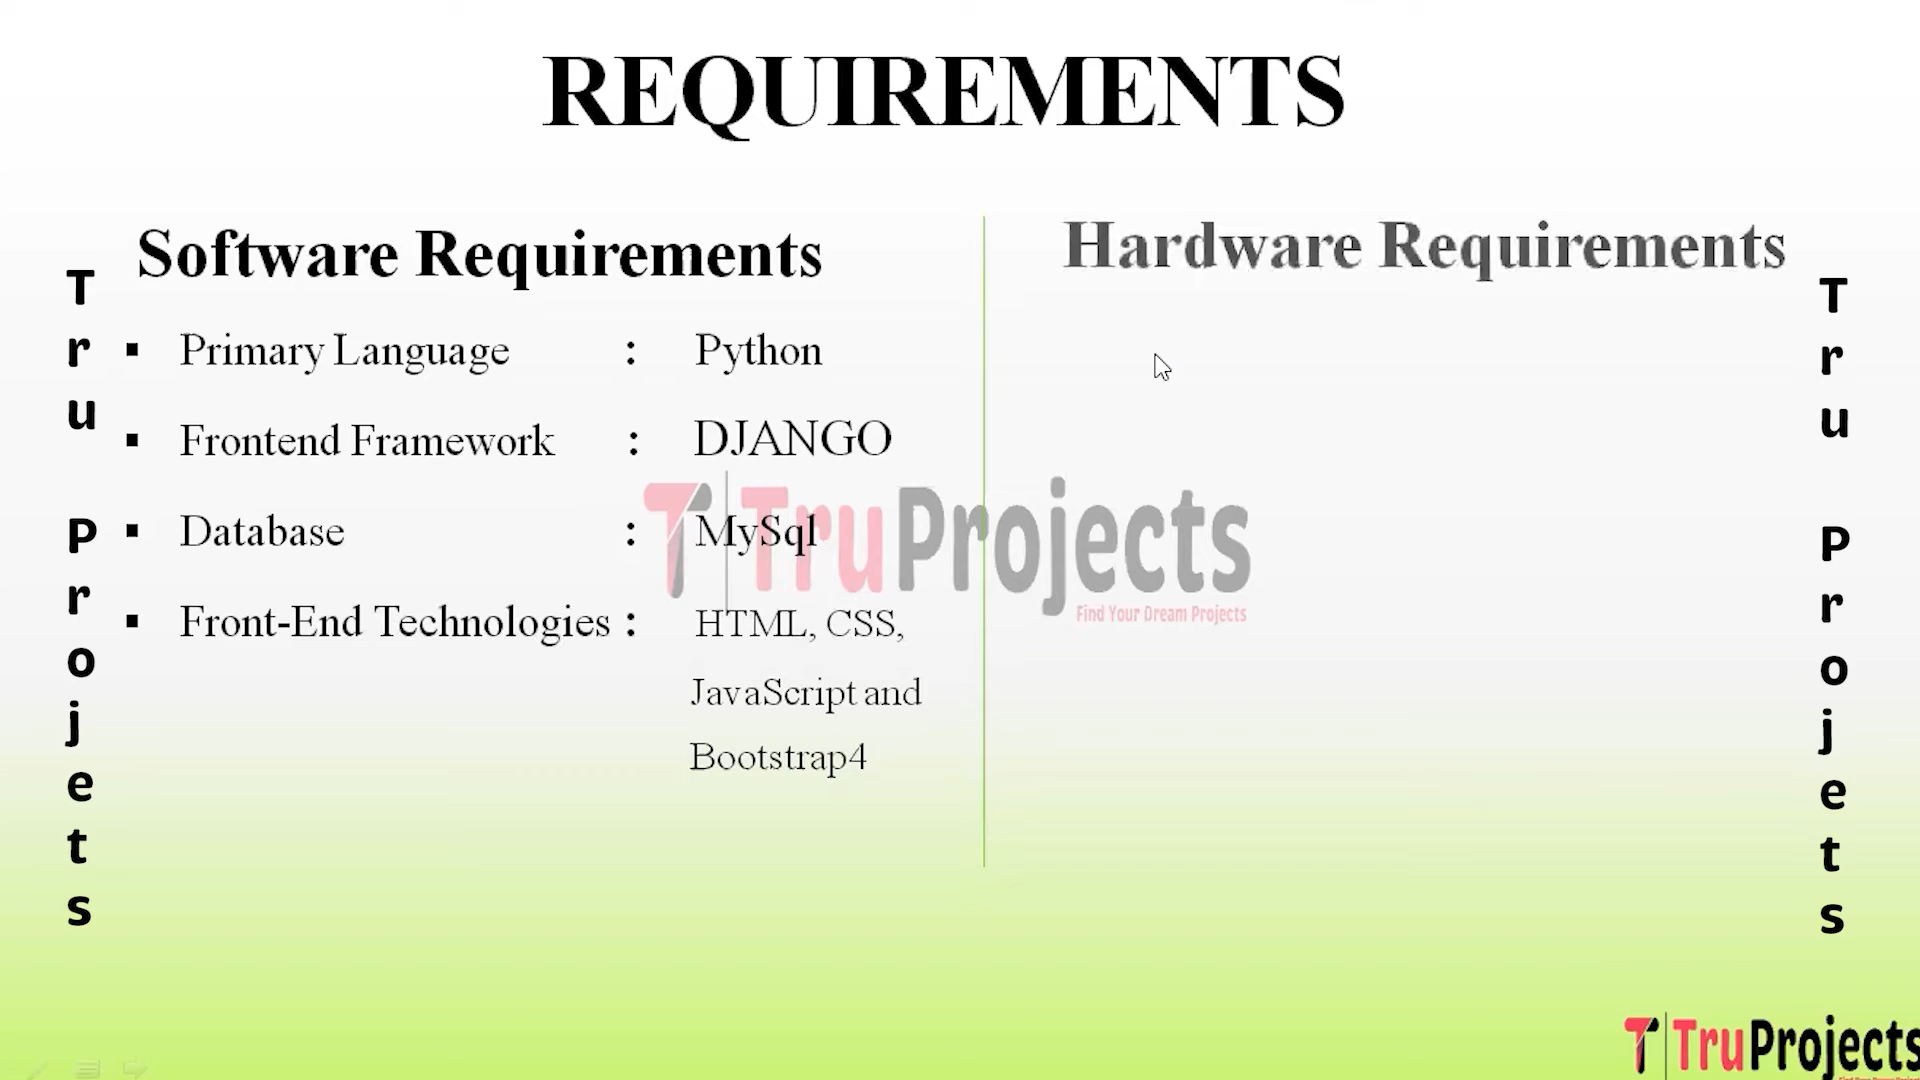 REQUIREMENTS
Software Requirements
▪ Primary Language : Python
▪ Frontend Framework : DJANGO
▪ Database : MySql
▪ Front-End Technologies : HTML, CSS,
JavaScript and
Bootstrap4
Hardware Requirements
Tru Projets
Tru Projets
TruProjects
Find Your Dream Projects
TruProjects